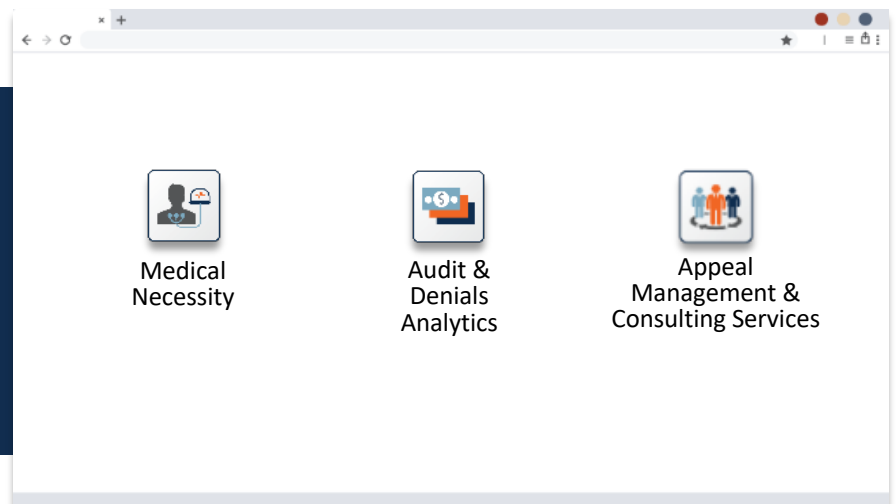 Medical
Necessity
Audit &
Denials
Analytics
Appeal
Management &
Consulting Services